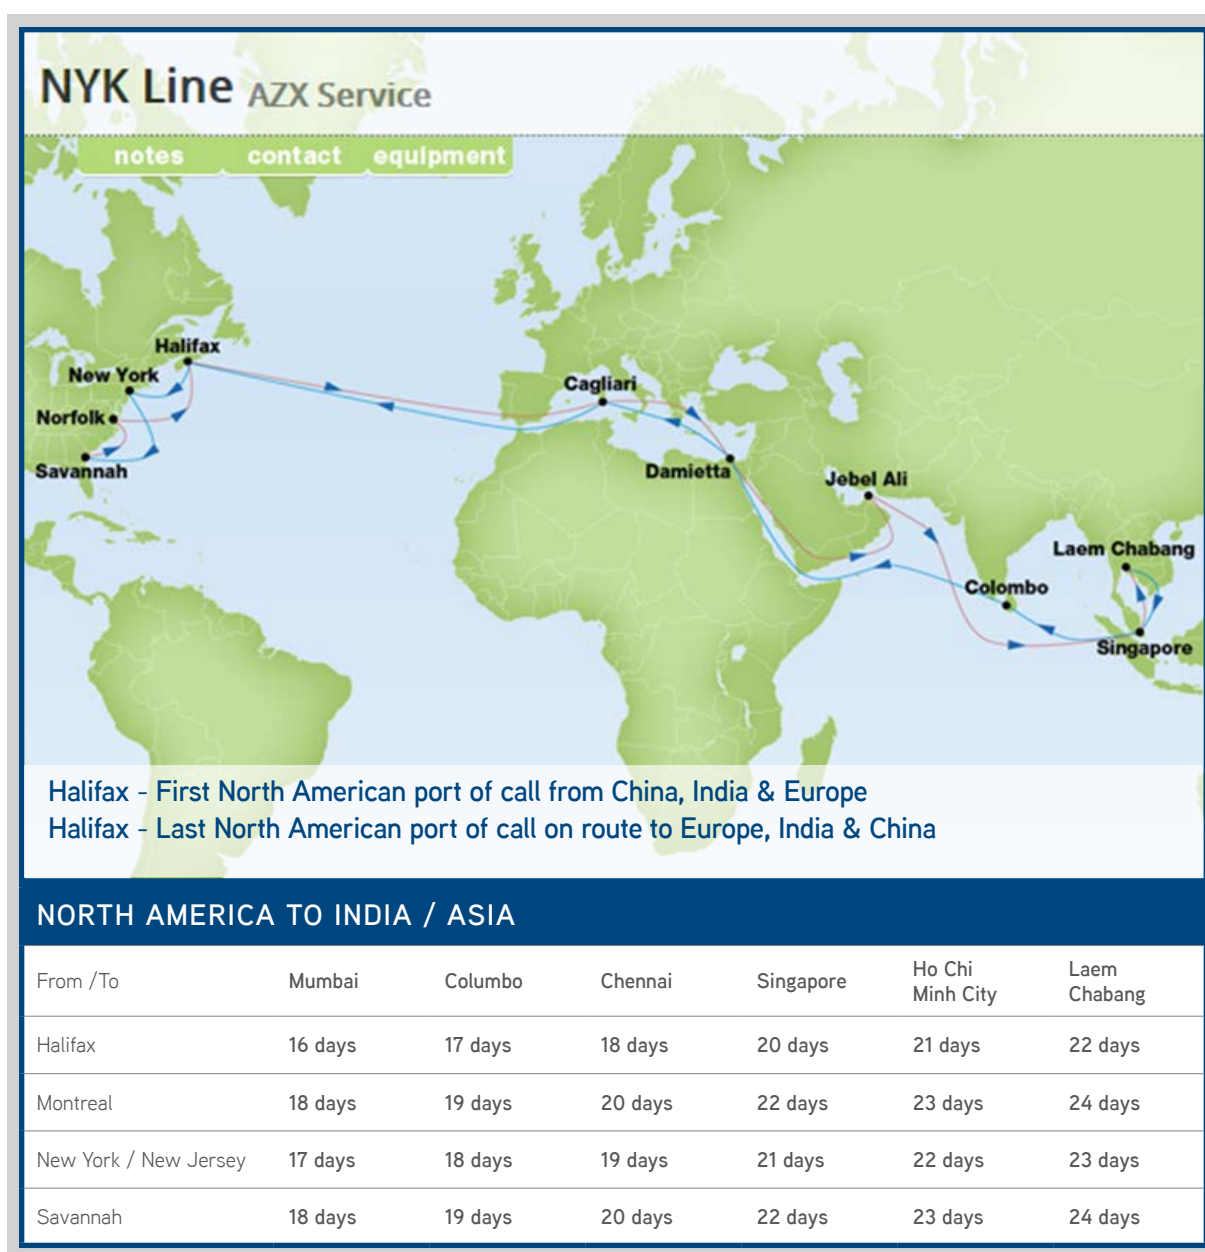 NYK Line AZX Service
notes contact equipment
Halifax
New York
Norfolk
Savannah
Cagliari
Damietta
Jebel Ali
Laem Chabang
Colombo
Singapore
Halifax - First North American port of call from China, India & Europe
Halifax - Last North American port of call on route to Europe, India & China
NORTH AMERICA TO INDIA / ASIA
From /To Mumbai Columbo Chennai Singapore Ho Chi Minh City Laem Chabang
Halifax 16 days 17 days 18 days 20 days 21 days 22 days
Montreal 18 days 19 days 20 days 22 days 23 days 24 days
New York / New Jersey 17 days 18 days 19 days 21 days 22 days 23 days
Savannah 18 days 19 days 20 days 22 days 23 days 24 days